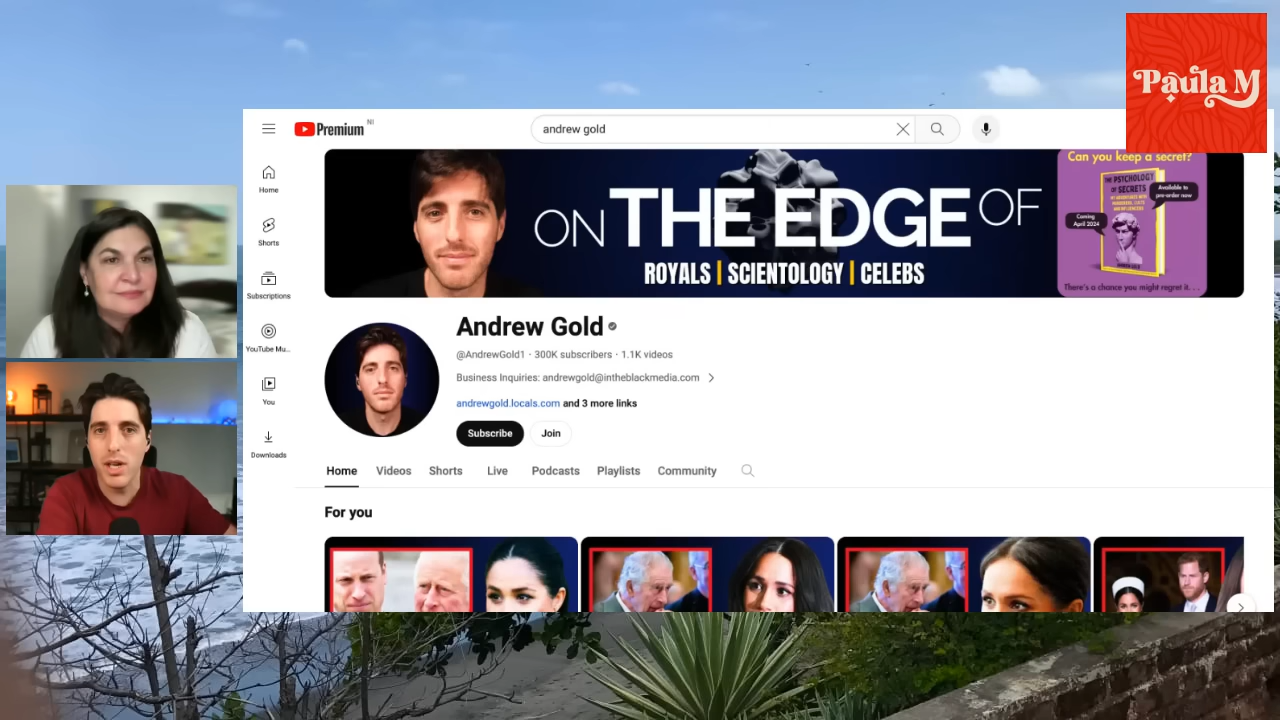 Paula M
Premium NI
andrew gold
Home
Shorts
Subscriptions
YouTube Mu...
You
Downloads
ON THE EDGE OF
ROYALS | SCIENTOLOGY | CELEBS
Can you keep a secret?
THE PSYCHOLOGY
OF SECRETS
Available to
pre-order now
Coming
April 2024
There's a chance you might regret it...
Andrew Gold
@AndrewGold1 · 300K subscribers · 1.1K videos
Business Inquiries: andrewgold@intheblackmedia.com
andrewgold.locals.com and 3 more links
Subscribe
Join
Home
Videos
Shorts
Live
Podcasts
Playlists
Community
For you